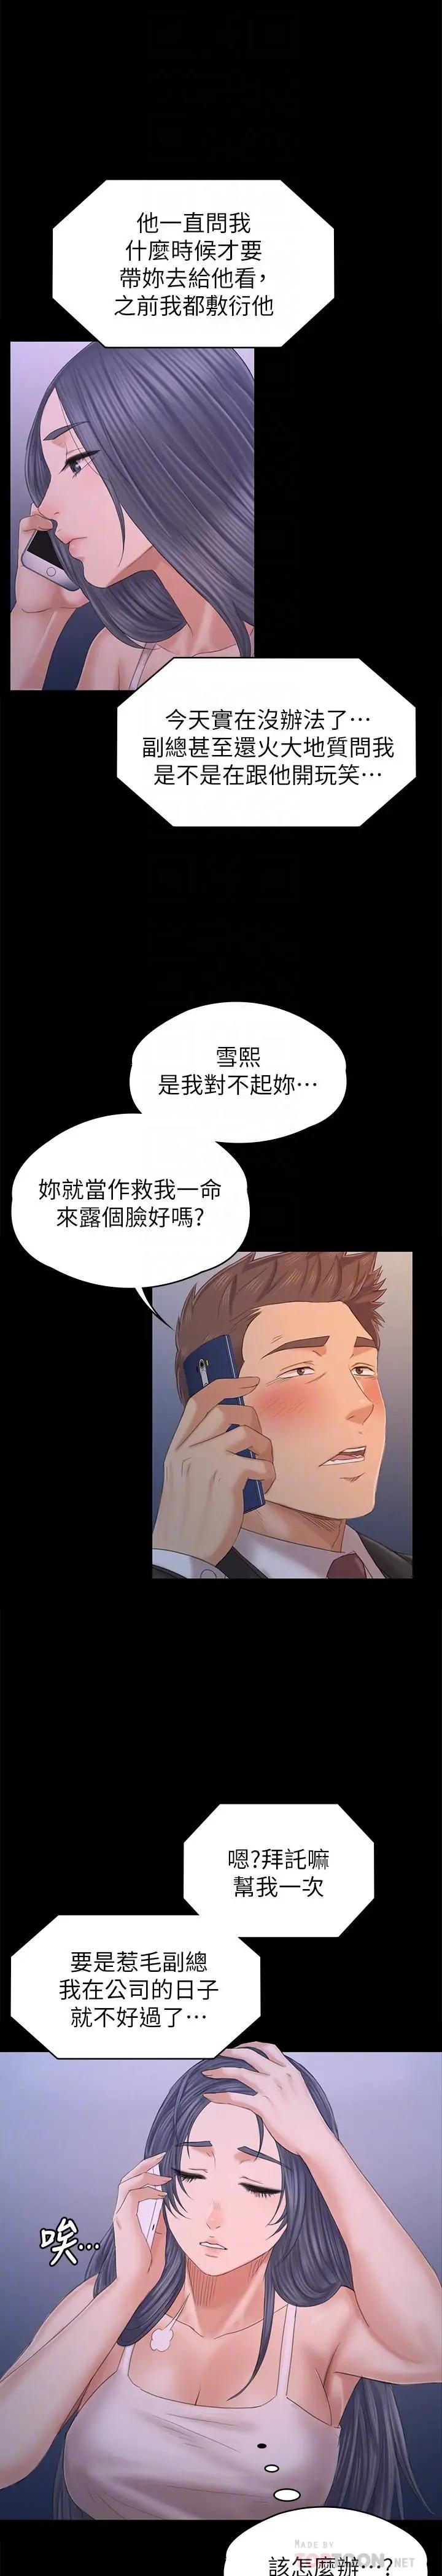 他一直問我
什麼時候才要
帶妳去給他看，
之前我都敷衍他
今天實在沒辦法了…
副總甚至還火大地質問我
是不是在跟他開玩笑…
雪熙
是我對不起妳…
妳就當作救我一命
來露個臉好嗎?
嗯?拜託嘛
幫我一次
要是惹毛副總
我在公司的日子
就不好過了…
唉…
MADE BY
.NET
該怎麼辦…?